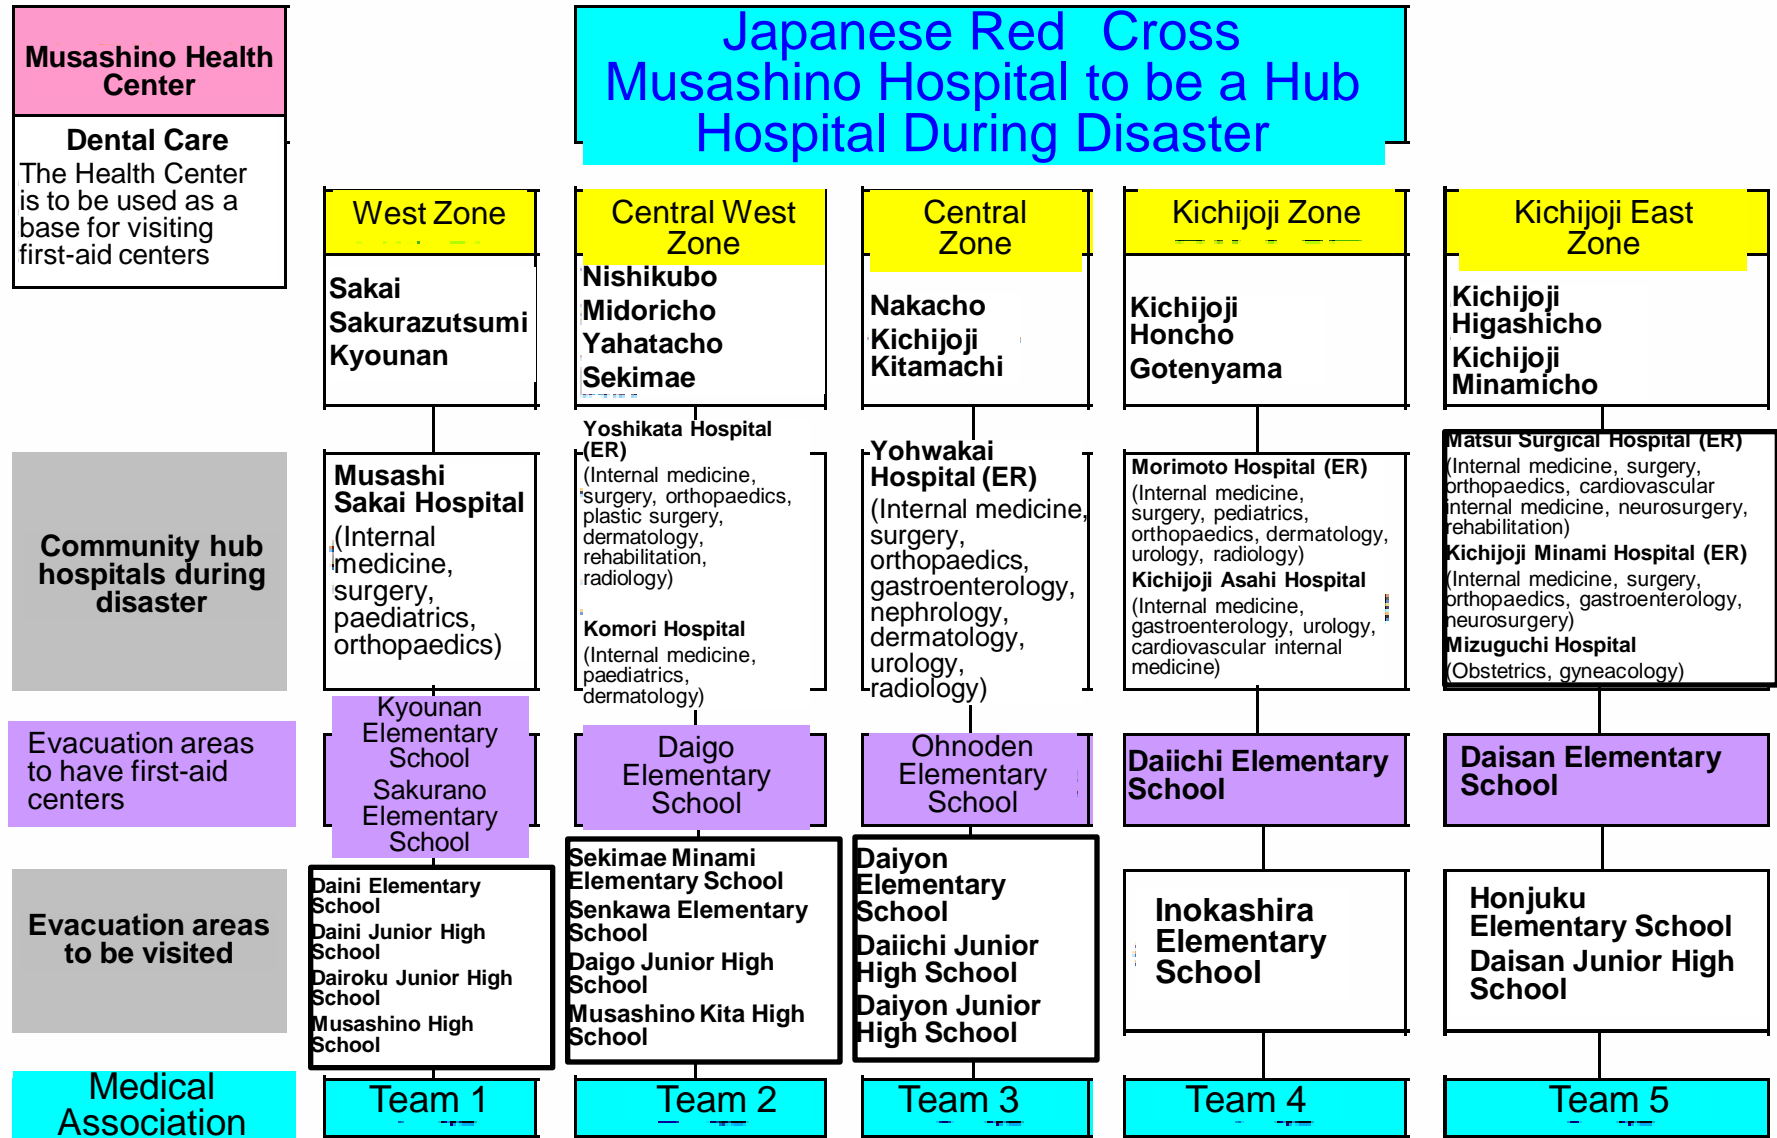 Musashino Health
Center
Dental Care
The Health Center
is to be used as a
base for visiting
first-aid centers
Japanese Red Cross
Musashino Hospital to be a Hub
Hospital During Disaster
West Zone
Central West
Zone
Central
Zone
Kichijoji Zone
Kichijoji East
Zone
Sakai
Sakurazutsumi
Kyounan
Nishikubo
Midoricho
Yahatacho
Sekimae
Nakacho
Kichijoji
Kitamachi
Kichijoji
Honcho
Gotenyama
Kichijoji
Higashicho
Kichijoji
Minamicho
Community hub
hospitals during
disaster
Musashi
Sakai Hospital
(Internal
medicine,
surgery,
paediatrics,
orthopaedics)
Yoshikata Hospital
(ER)
(Internal medicine,
surgery, orthopaedics,
plastic surgery,
dermatology,
rehabilitation,
radiology)
Komori Hospital
(Internal medicine,
paediatrics,
dermatology)
Yohwakai
Hospital (ER)
(Internal medicine,
surgery,
orthopaedics,
gastroenterology,
nephrology,
dermatology,
urology,
radiology)
Morimoto Hospital (ER)
(Internal medicine,
surgery, pediatrics,
orthopaedics, dermatology,
urology, radiology)
Kichijoji Asahi Hospital
(Internal medicine,
gastroenterology, urology,
cardiovascular internal
medicine)
Matsui Surgical Hospital (ER)
(Internal medicine, surgery,
orthopaedics, cardiovascular
internal medicine, neurosurgery,
rehabilitation)
Kichijoji Minami Hospital (ER)
(Internal medicine, surgery,
orthopaedics, gastroenterology,
neurosurgery)
Mizuguchi Hospital
(Obstetrics, gyneacology)
Evacuation areas
to have first-aid
centers
Kyounan
Elementary
School
Sakurano
Elementary
School
Daigo
Elementary
School
Ohnoden
Elementary
School
Daiichi Elementary
School
Daisan Elementary
School
Evacuation areas
to be visited
Daini Elementary
School
Daini Junior High
School
Dairoku Junior High
School
Musashino High
School
Sekimae Minami
Elementary School
Senkawa Elementary
School
Daigo Junior High
School
Musashino Kita High
School
Daiyon
Elementary
School
Daiichi Junior
High School
Daiyon Junior
High School
Inokashira
Elementary
School
Honjuku
Elementary School
Daisan Junior High
School
Medical
Association
Team 1
Team 2
Team 3
Team 4
Team 5